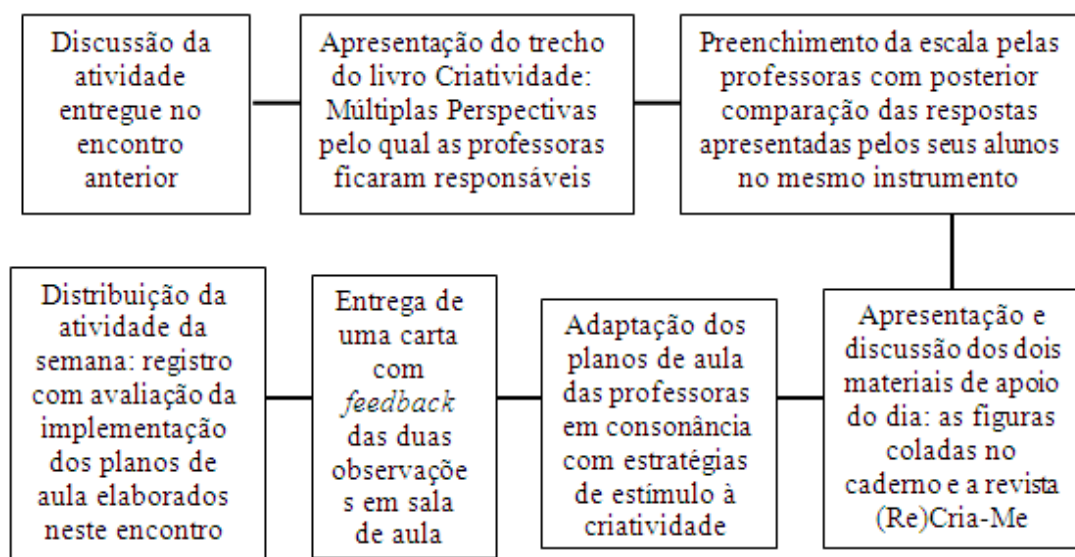 Discussão da
atividade
entregue no
encontro
anterior
Apresentação do trecho
do livro Criatividade:
Múltiplas Perspectivas
pelo qual as professoras
ficaram responsáveis
Preenchimento da escala pelas
professoras com posterior
comparação das respostas
apresentadas pelos seus alunos
no mesmo instrumento
Apresentação e
discussão dos dois
materiais de apoio
do dia: as figuras
coladas no
caderno e a revista
(Re)Cria-Me
Adaptação dos
planos de aula
das professoras
em consonância
com estratégias
de estímulo à
criatividade
Entrega de
uma carta
com
feedback
das duas
observaçõe
s em sala
de aula
Distribuição da
atividade da
semana: registro
com avaliação da
implementação
dos planos de
aula elaborados
neste encontro